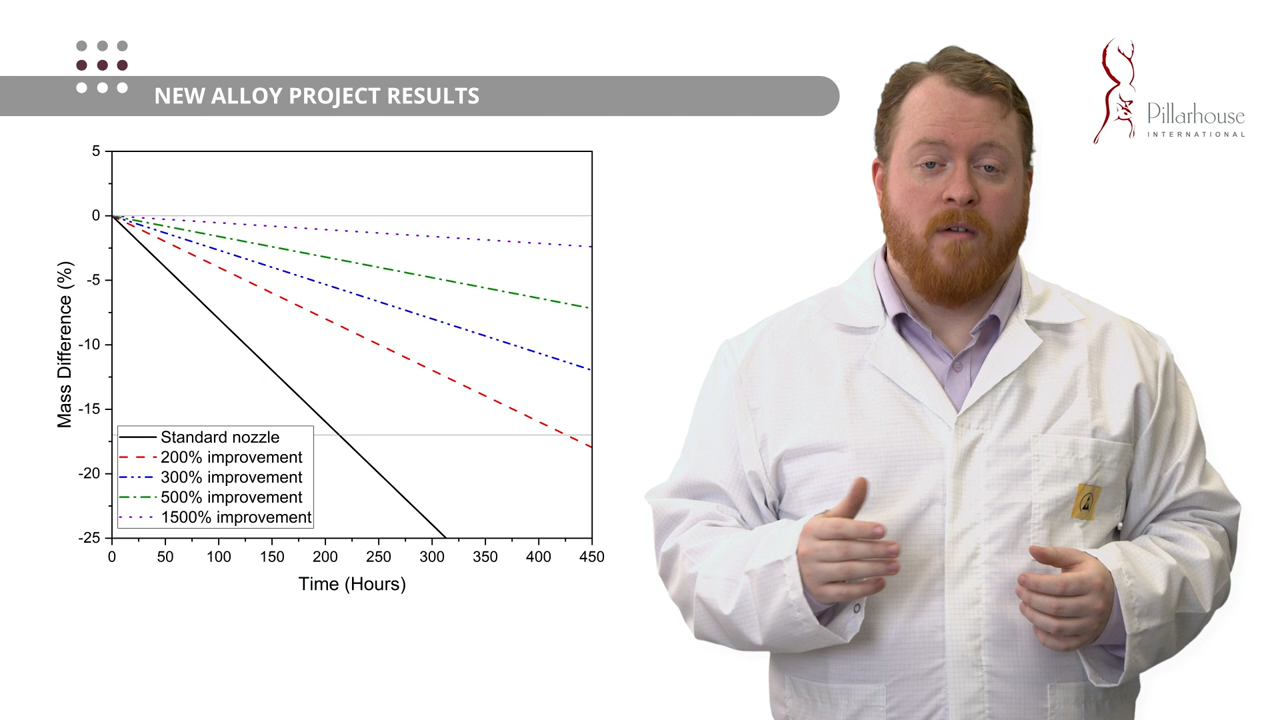 NEW ALLOY PROJECT RESULTS
Pillarhouse
INTERNATIONAL
5
0
-5
-10
-15
-20
-25
Mass Difference (%)
Standard nozzle
200% improvement
300% improvement
500% improvement
1500% improvement
0 50 100 150 200 250 300 350 400 450
Time (Hours)